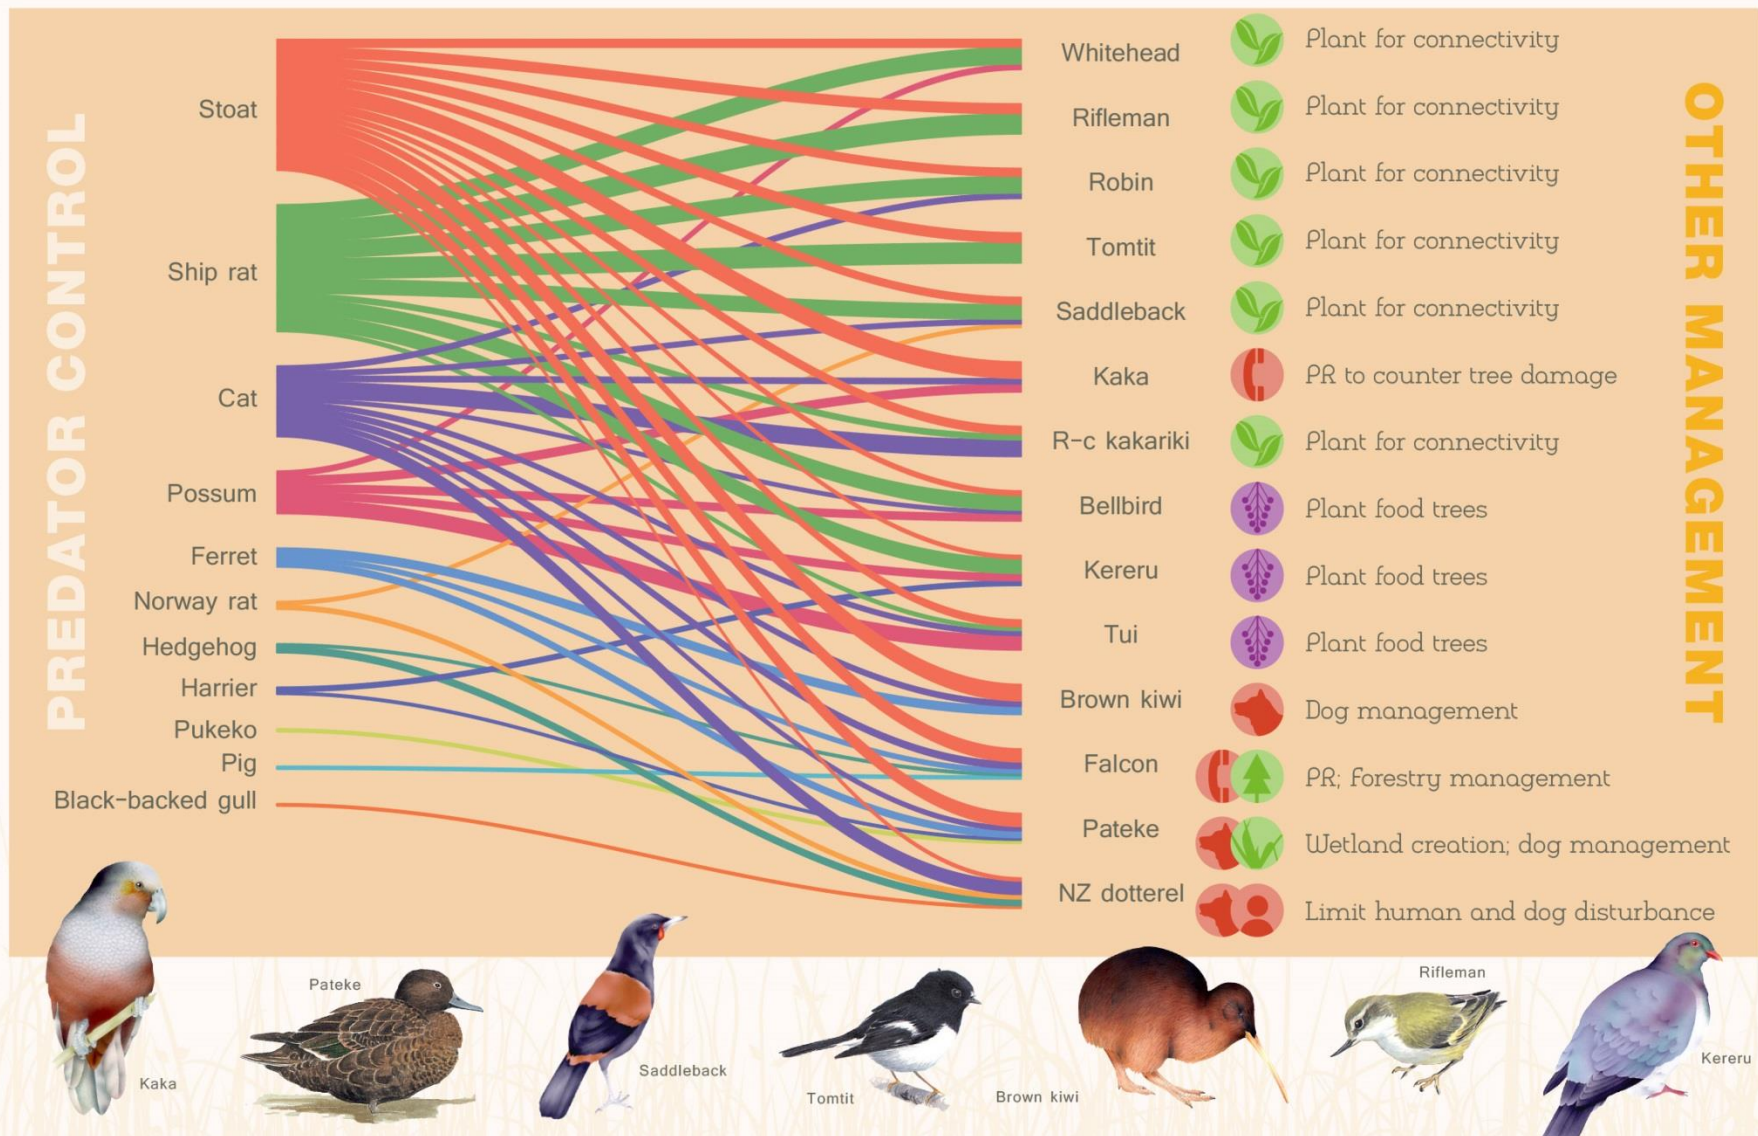 PREDATOR CONTROL
Stoat
Ship rat
Cat
Possum
Ferret
Norway rat
Hedgehog
Harrier
Pukeko
Pig
Black-backed gull
Whitehead
Rifleman
Robin
Tomtit
Saddleback
Kaka
R-c kakariki
Bellbird
Kereru
Tui
Brown kiwi
Falcon
Pateke
NZ dotterel
Plant for connectivity
Plant for connectivity
Plant for connectivity
Plant for connectivity
Plant for connectivity
PR to counter tree damage
Plant for connectivity
Plant food trees
Plant food trees
Plant food trees
Dog management
PR; forestry management
Wetland creation; dog management
Limit human and dog disturbance
OTHER MANAGEMENT
Kaka
Pateke
Saddleback
Tomtit
Brown kiwi
Rifleman
Kereru